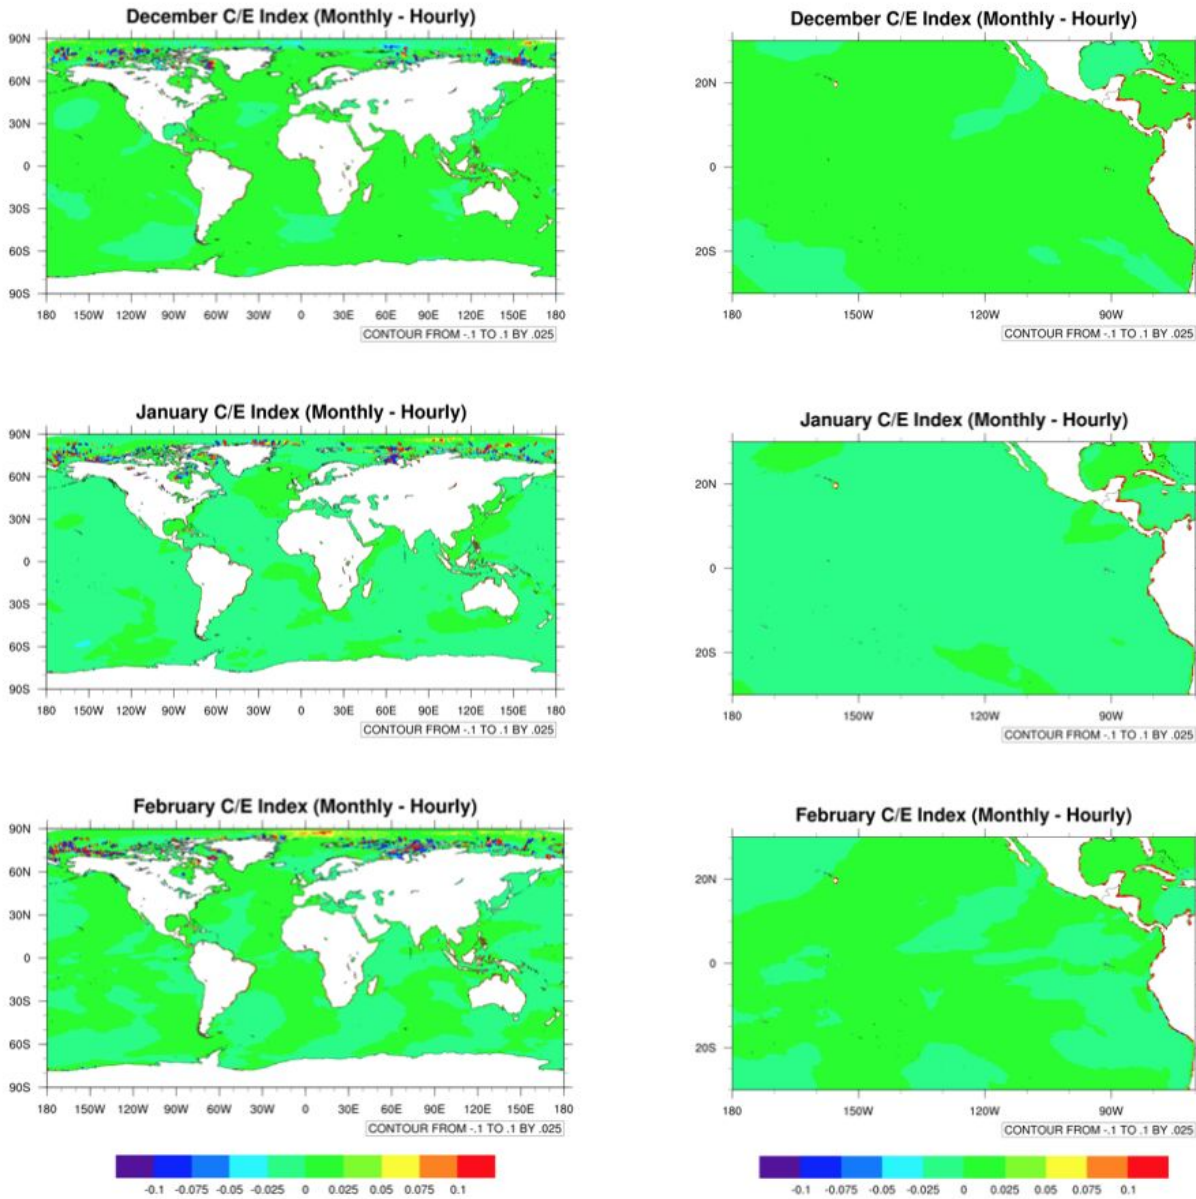 December C/E Index (Monthly - Hourly)
90N
60N
30N
0
30S
60S
90S
180 150W 120W 90W 60W 30W 0 30E 60E 90E 120E 150E 180
CONTOUR FROM -.1 TO .1 BY .025
December C/E Index (Monthly - Hourly)
20N
0
20S
180 150W 120W 90W
CONTOUR FROM -.1 TO .1 BY .025
January C/E Index (Monthly - Hourly)
90N
60N
30N
0
30S
60S
90S
180 150W 120W 90W 60W 30W 0 30E 60E 90E 120E 150E 180
CONTOUR FROM -.1 TO .1 BY .025
January C/E Index (Monthly - Hourly)
20N
0
20S
180 150W 120W 90W
CONTOUR FROM -.1 TO .1 BY .025
February C/E Index (Monthly - Hourly)
90N
60N
30N
0
30S
60S
90S
180 150W 120W 90W 60W 30W 0 30E 60E 90E 120E 150E 180
CONTOUR FROM -.1 TO .1 BY .025
February C/E Index (Monthly - Hourly)
20N
0
20S
180 150W 120W 90W
CONTOUR FROM -.1 TO .1 BY .025
-0.1 -0.075 -0.05 -0.025 0 0.025 0.05 0.075 0.1
-0.1 -0.075 -0.05 -0.025 0 0.025 0.05 0.075 0.1